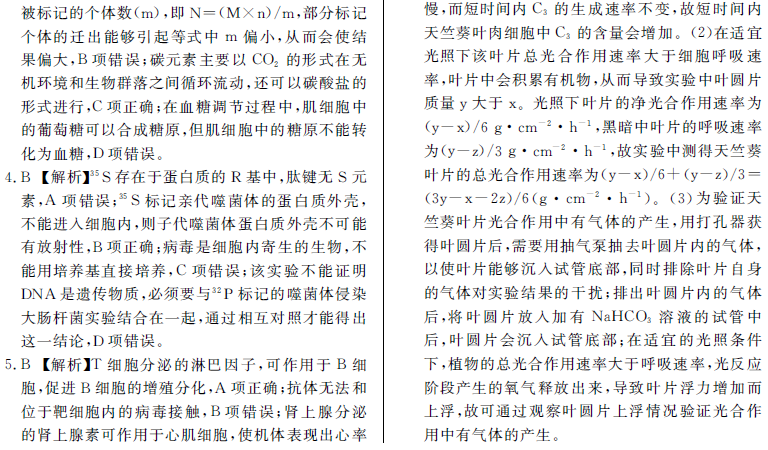 被标记的个体数(m),即 N=(M×n)/m,部分标记
个体的迁出能够引起等式中 m 偏小,从而会使结
果偏大,B 项错误;碳元素主要以 CO₂ 的形式在无
机环境和生物群落之间循环流动,还可以碳酸盐的
形式进行,C 项正确;在血糖调节过程中,肌细胞中
的葡萄糖可以合成糖原,但肌细胞中的糖原不能转
化为血糖,D 项错误。
4. B 【解析】³⁵S 存在于蛋白质的 R 基中,肽键无 S 元
素,A 项错误;³⁵S 标记亲代噬菌体的蛋白质外壳,
不能进入细胞内,则子代噬菌体蛋白质外壳不可能
有放射性,B 项正确;病毒是细胞内寄生的生物,不
能用培养基直接培养,C 项错误;该实验不能证明
DNA 是遗传物质,必须要与³²P 标记的噬菌体侵染
大肠杆菌实验结合在一起,通过相互对照才能得出
这一结论,D 项错误。
5. B 【解析】T 细胞分泌的淋巴因子,可作用于 B 细
胞,促进 B 细胞的增殖分化,A 项正确;抗体无法和
位于靶细胞内的病毒接触,B 项错误;肾上腺分泌
的肾上腺素可作用于心肌细胞,使机体表现出心率
慢,而短时间内 C₃ 的生成速率不变,故短时间内
天竺葵叶肉细胞中 C₃ 的含量会增加。(2)在适宜
光照下该叶片总光合作用速率大于细胞呼吸速
率,叶片中会积累有机物,从而导致实验中叶圆片
质量 y 大于 x。光照下叶片的净光合作用速率为
(y−x)/6 g·cm⁻²·h⁻¹,黑暗中叶片的呼吸速率
为(y−z)/3 g·cm⁻²·h⁻¹,故实验中测得天竺葵
叶片的总光合作用速率为(y−x)/6+(y−z)/3=
(3y−x−2z)/6(g·cm⁻²·h⁻¹)。(3)为验证天
竺葵叶片光合作用中有气体的产生,用打孔器获
得叶圆片后,需要用抽气泵抽去叶圆片内的气体,
以使叶片能够沉入试管底部,同时排除叶片自身
的气体对实验结果的干扰;排出叶圆片内的气体
后,将叶圆片放入加有 NaHCO₃ 溶液的试管中
后,叶圆片会沉入试管底部;在适宜的光照条件
下,植物的总光合作用速率大于呼吸速率,光反应
阶段产生的氧气释放出来,导致叶片浮力增加而
上浮,故可通过观察叶圆片上浮情况验证光合作
用中有气体的产生。